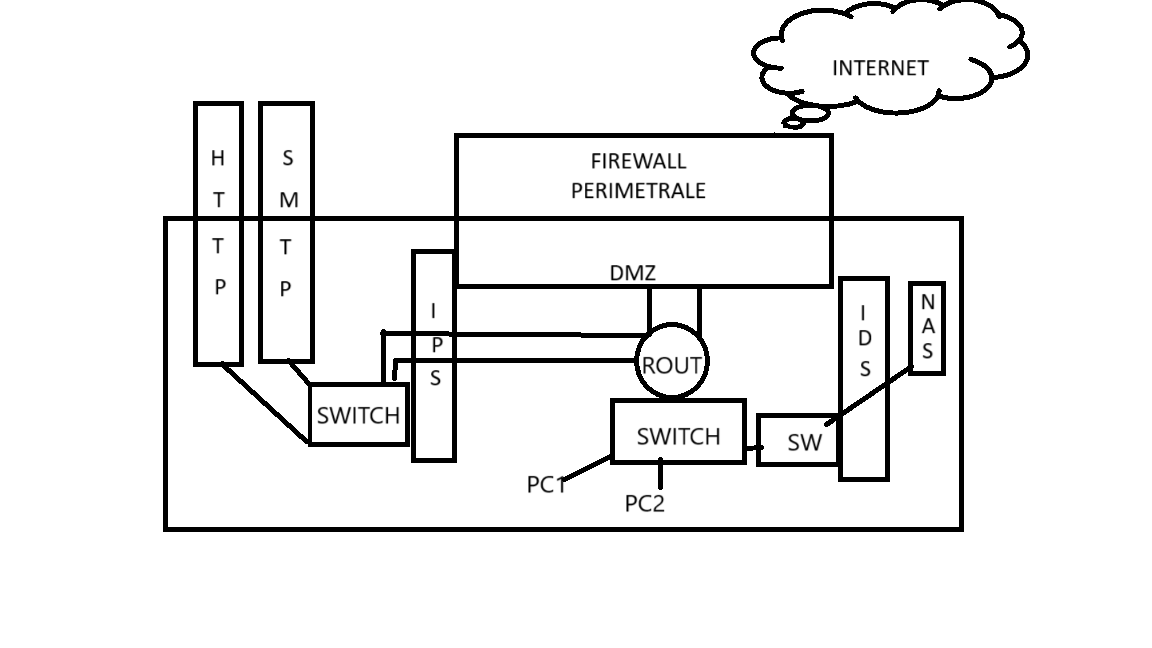 INTERNET
FIREWALL
PERIMETRALE
HTTP
SMTP
DMZ
IPS
IDS
NAS
ROUT
SWITCH
SWITCH
SW
PC1
PC2